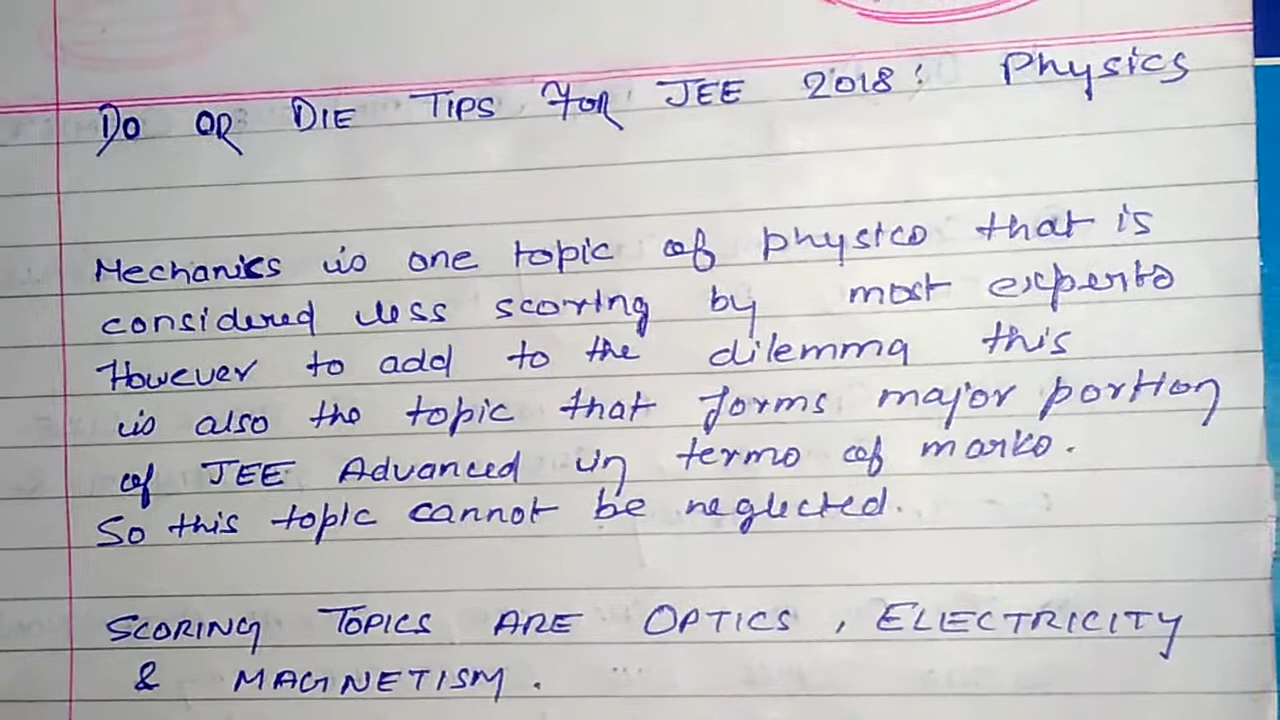 DO OR DIE TIPS FOR JEE 2018: Physics
Mechanics is one topic of physics that is
considered less scoring by most experts
However to add to the dilemma this
is also the topic that forms major portion
of JEE Advanced in terms of marks.
So this topic cannot be neglected.
SCORING TOPICS ARE OPTICS, ELECTRICITY
& MAGNETISM.